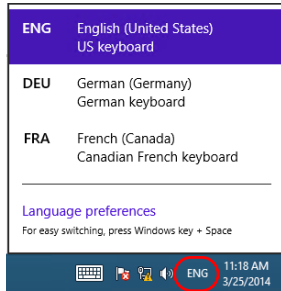 ENG English (United States)
US keyboard
DEU German (Germany)
German keyboard
FRA French (Canada)
Canadian French keyboard
Language preferences
For easy switching, press Windows key + Space
ENG 11:18 AM
3/25/2014